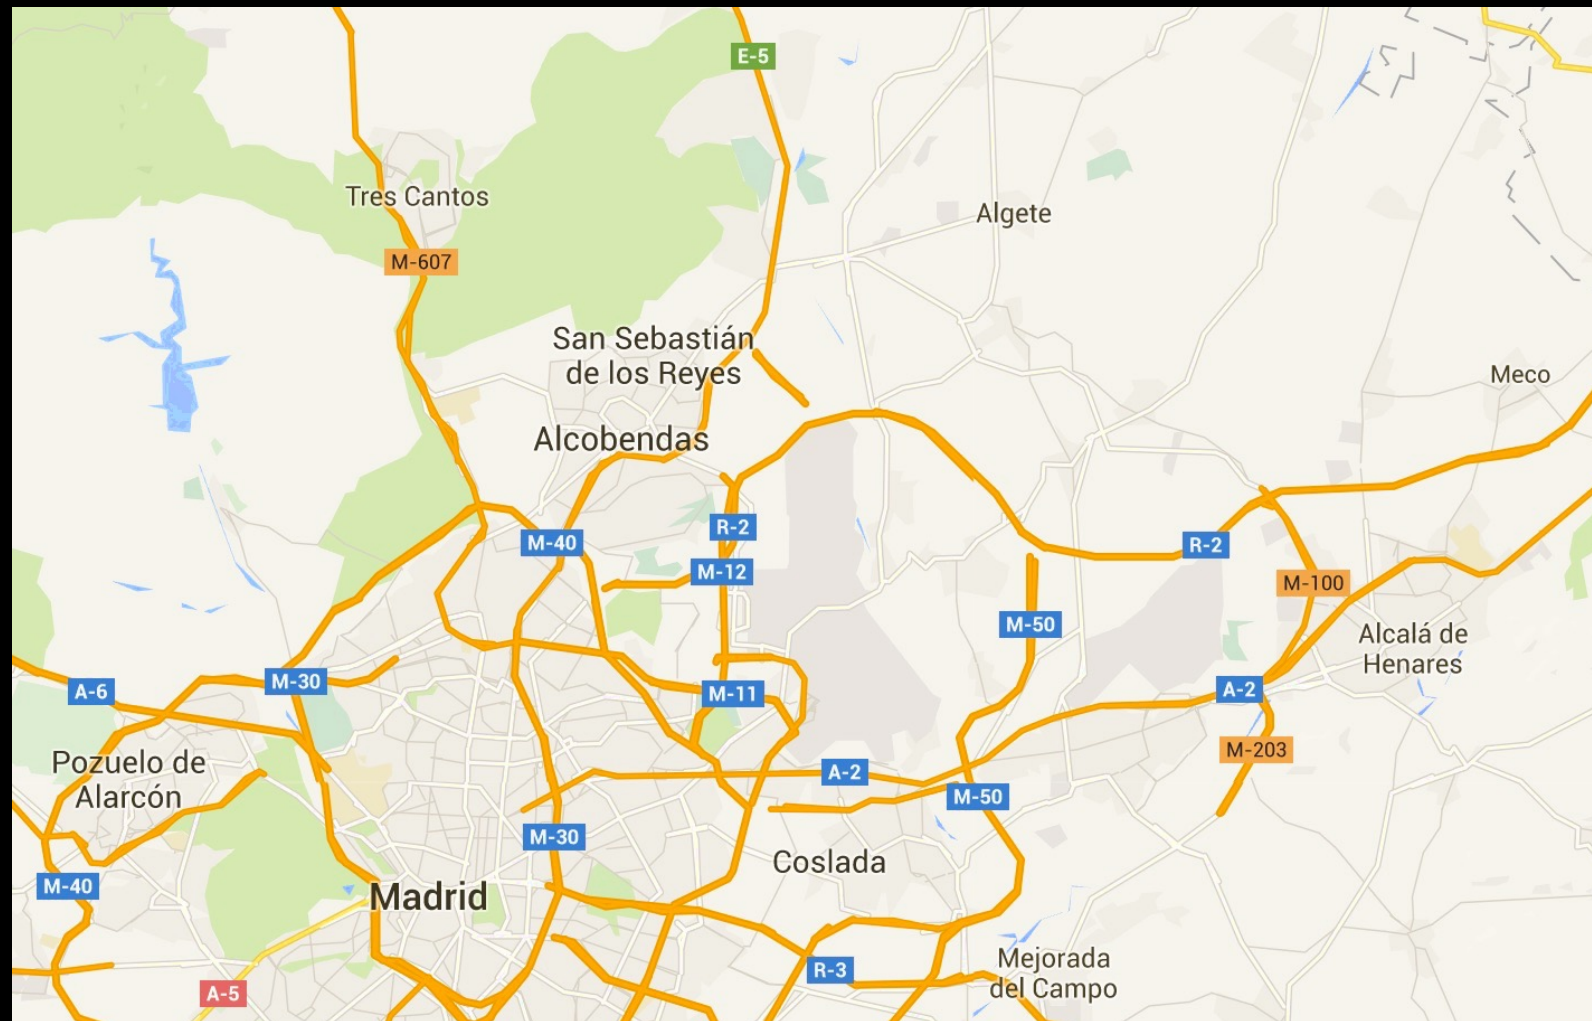 E-5
Tres Cantos
Algete
M-607
San Sebastián
de los Reyes
Meco
Alcobendas
R-2
M-40
R-2
M-12
M-100
M-50
Alcalá de
Henares
M-30
A-6
M-11
A-2
M-203
Pozuelo de
Alarcón
A-2
M-50
M-30
Coslada
M-40
Madrid
Mejorada
del Campo
R-3
A-5